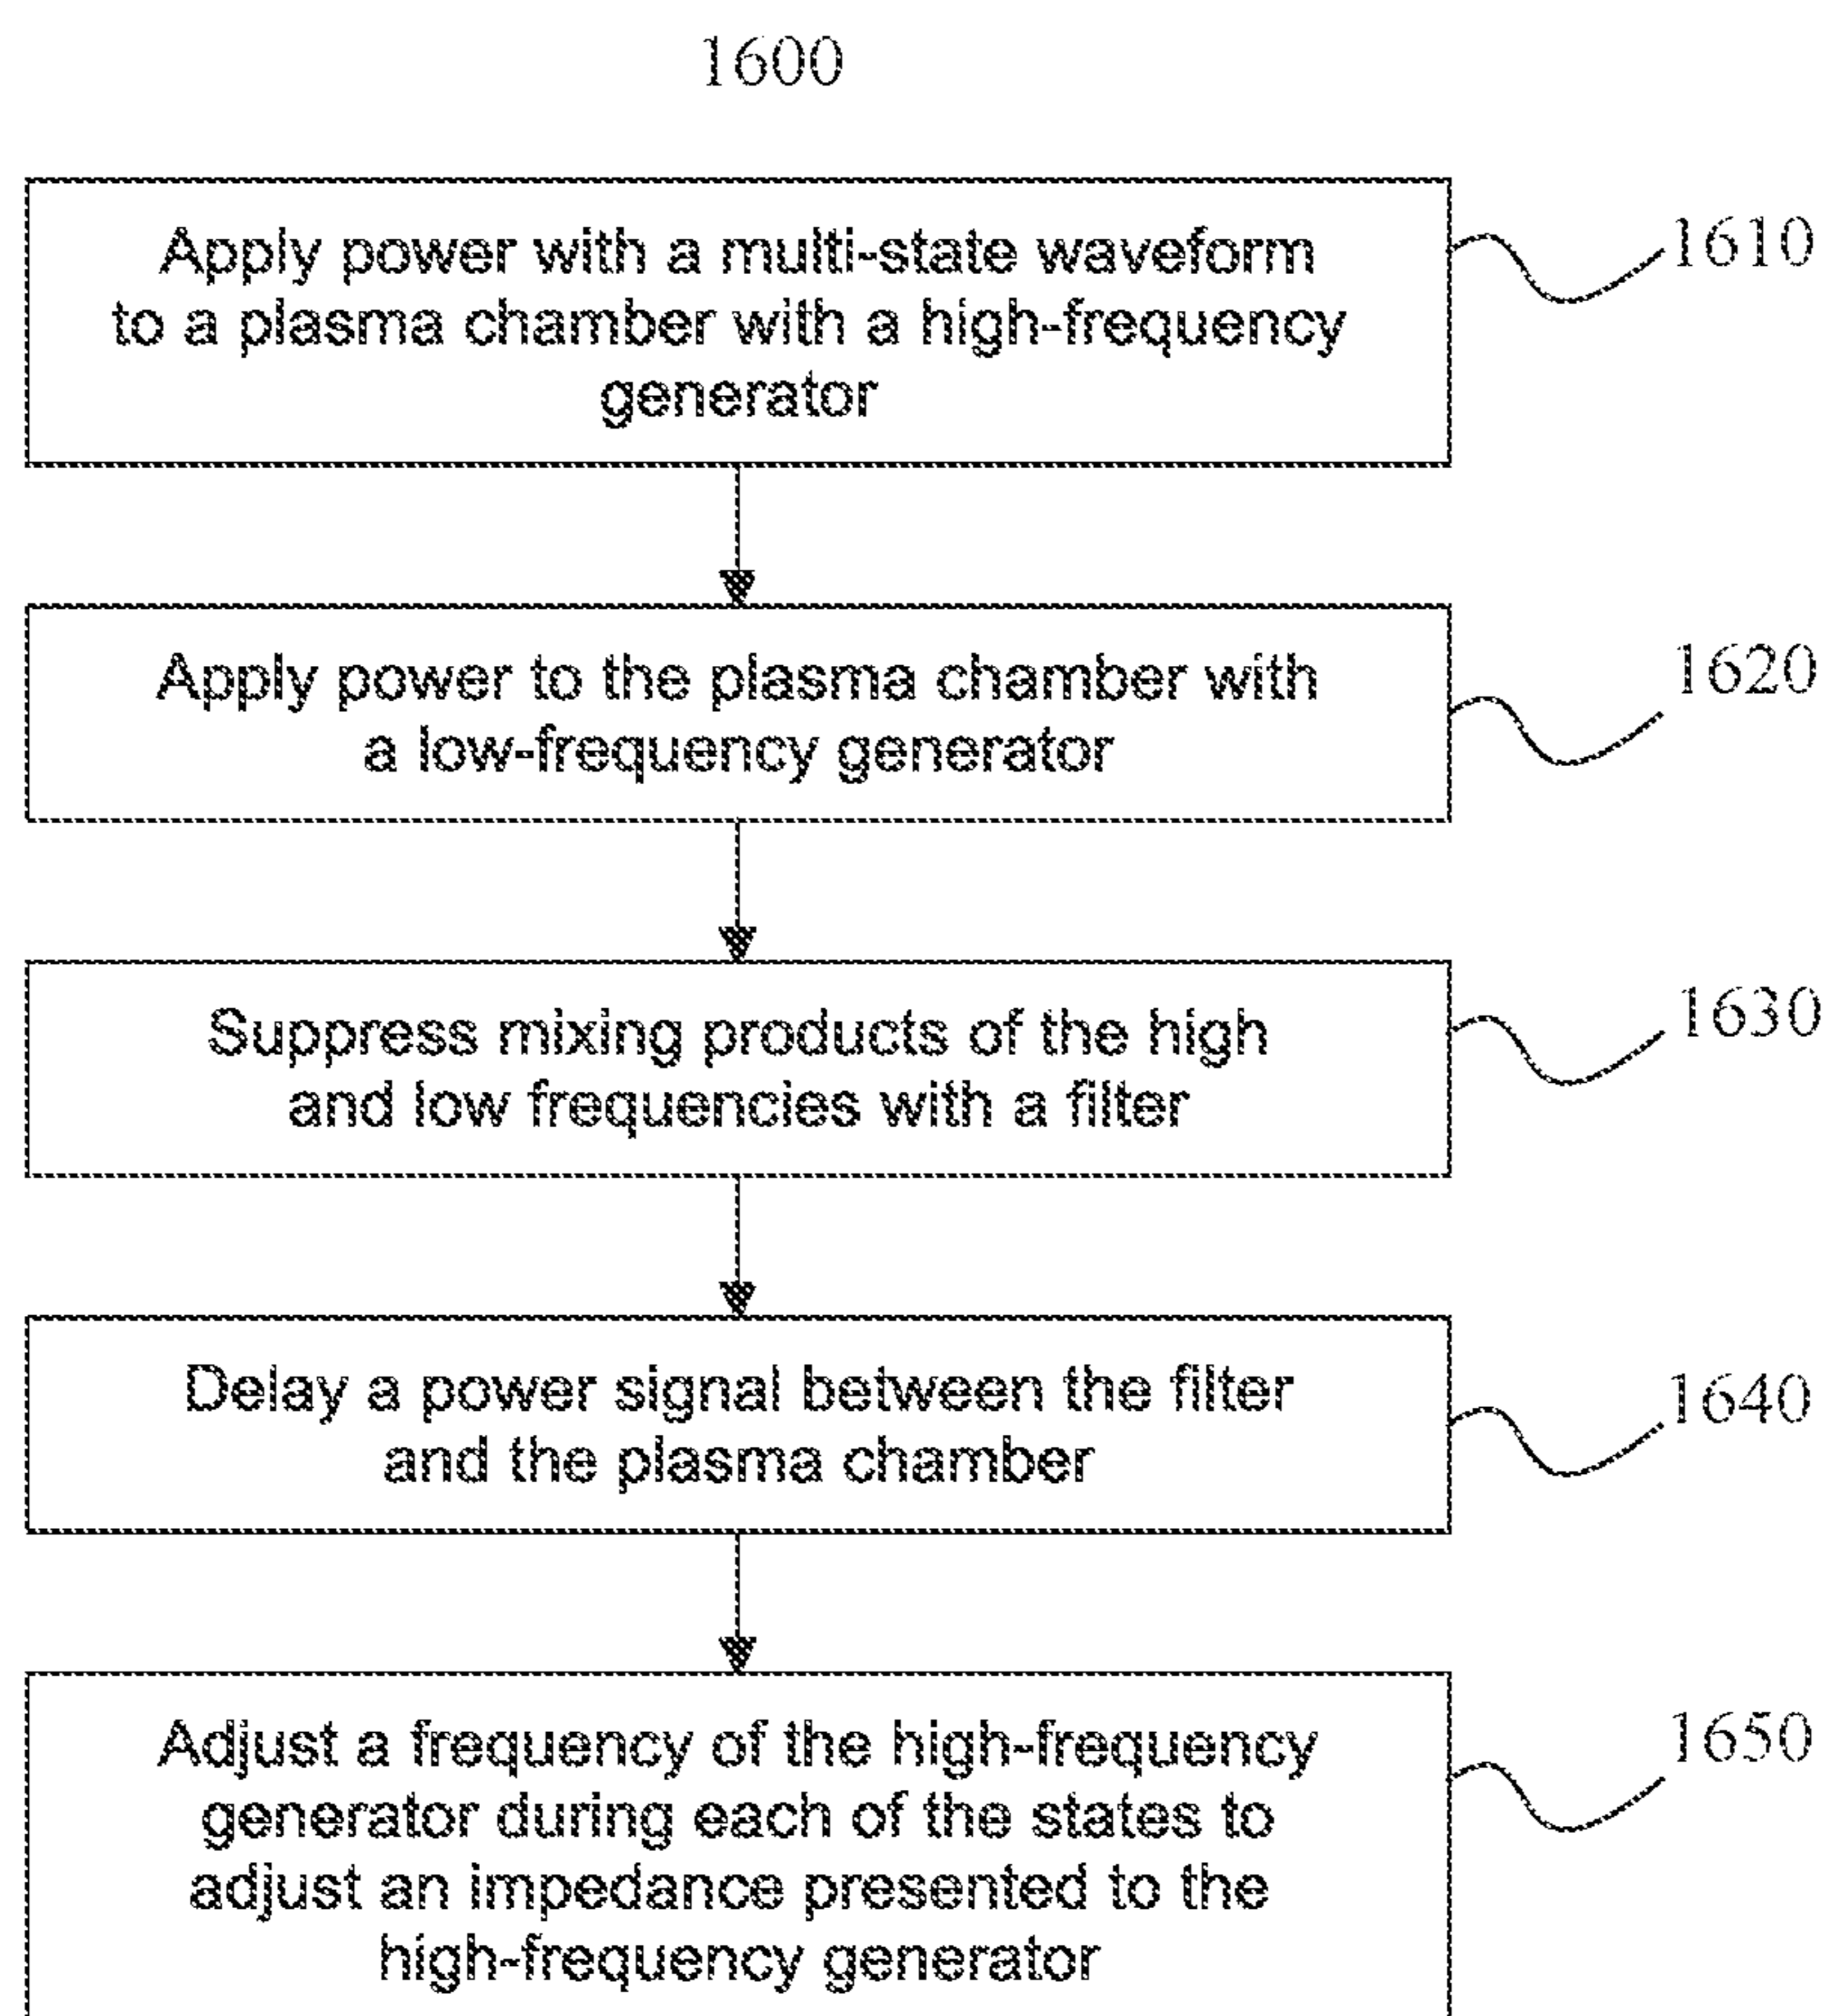 1600
Apply power with a multi-state waveform
to a plasma chamber with a high-frequency
generator
1610
Apply power to the plasma chamber with
a low-frequency generator
1620
Suppress mixing products of the high
and low frequencies with a filter
1630
Delay a power signal between the filter
and the plasma chamber
1640
Adjust a frequency of the high-frequency
generator during each of the states to
adjust an impedance presented to the
high-frequency generator
1650